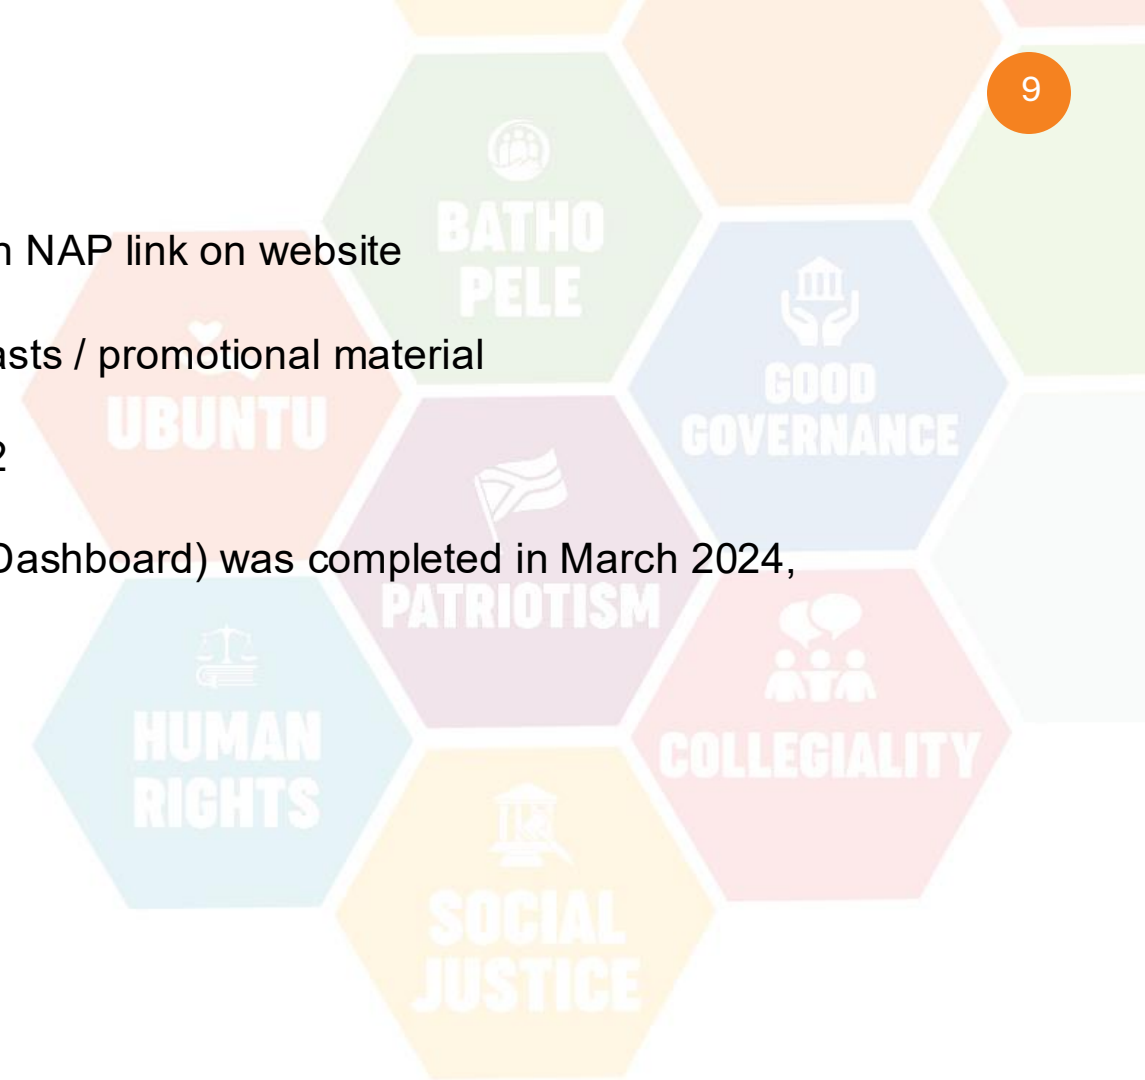 9
n NAP link on website
asts / promotional material
2
Dashboard) was completed in March 2024,
BATHO
PELE
UBUNTU
GOOD
GOVERNANCE
PATRIOTISM
HUMAN
RIGHTS
COLLEGIALITY
SOCIAL
JUSTICE